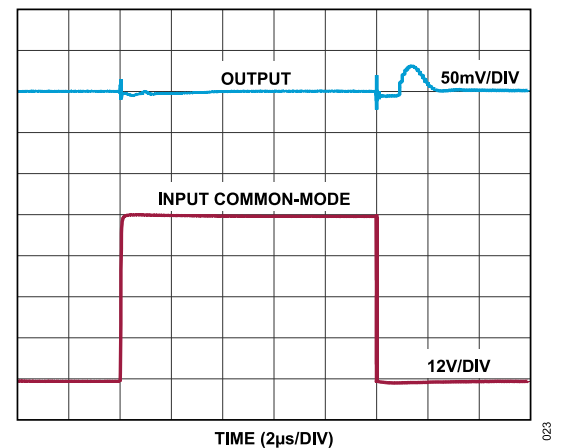 OUTPUT
50mV/DIV
INPUT COMMON-MODE
12V/DIV
TIME (2µs/DIV)
023